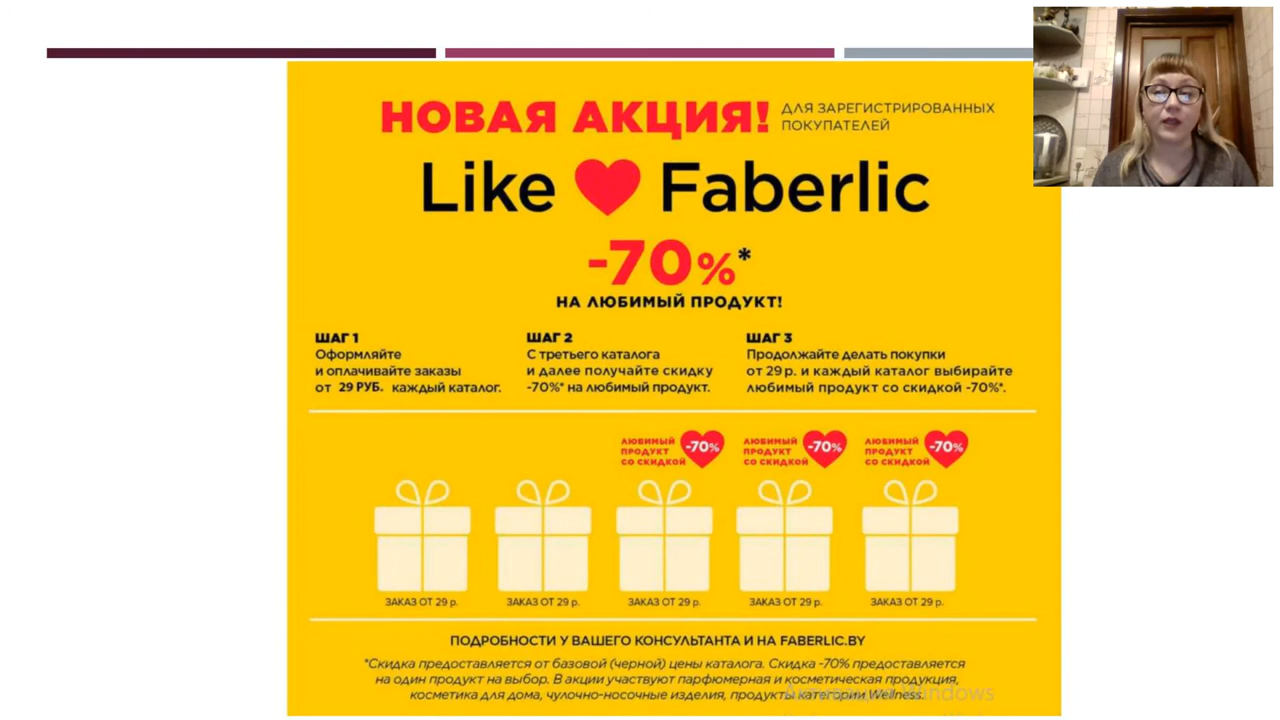 НОВАЯ АКЦИЯ!
ДЛЯ ЗАРЕГИСТРИРОВАННЫХ
ПОКУПАТЕЛЕЙ
Like Faberlic
-70%*
НА ЛЮБИМЫЙ ПРОДУКТ!
ШАГ 1
Оформляйте
и оплачивайте заказы
от 29 РУБ. каждый каталог.
ШАГ 2
С третьего каталога
и далее получайте скидку
-70%* на любимый продукт.
ШАГ 3
Продолжайте делать покупки
от 29 р. и каждый каталог выбирайте
любимый продукт со скидкой -70%*.
ЛЮБИМЫЙ
ПРОДУКТ
СО СКИДКОЙ
-70%
ЛЮБИМЫЙ
ПРОДУКТ
СО СКИДКОЙ
-70%
ЛЮБИМЫЙ
ПРОДУКТ
СО СКИДКОЙ
-70%
ЗАКАЗ ОТ 29 р.
ЗАКАЗ ОТ 29 р.
ЗАКАЗ ОТ 29 р.
ЗАКАЗ ОТ 29 р.
ЗАКАЗ ОТ 29 р.
ПОДРОБНОСТИ У ВАШЕГО КОНСУЛЬТАНТА И НА FABERLIC.BY
*Скидка предоставляется от базовой (черной) цены каталога. Скидка -70% предоставляется
на один продукт на выбор. В акции участвуют парфюмерная и косметическая продукция,
косметика для дома, чулочно-носочные изделия, продукты категории Wellness.
Активация Windows